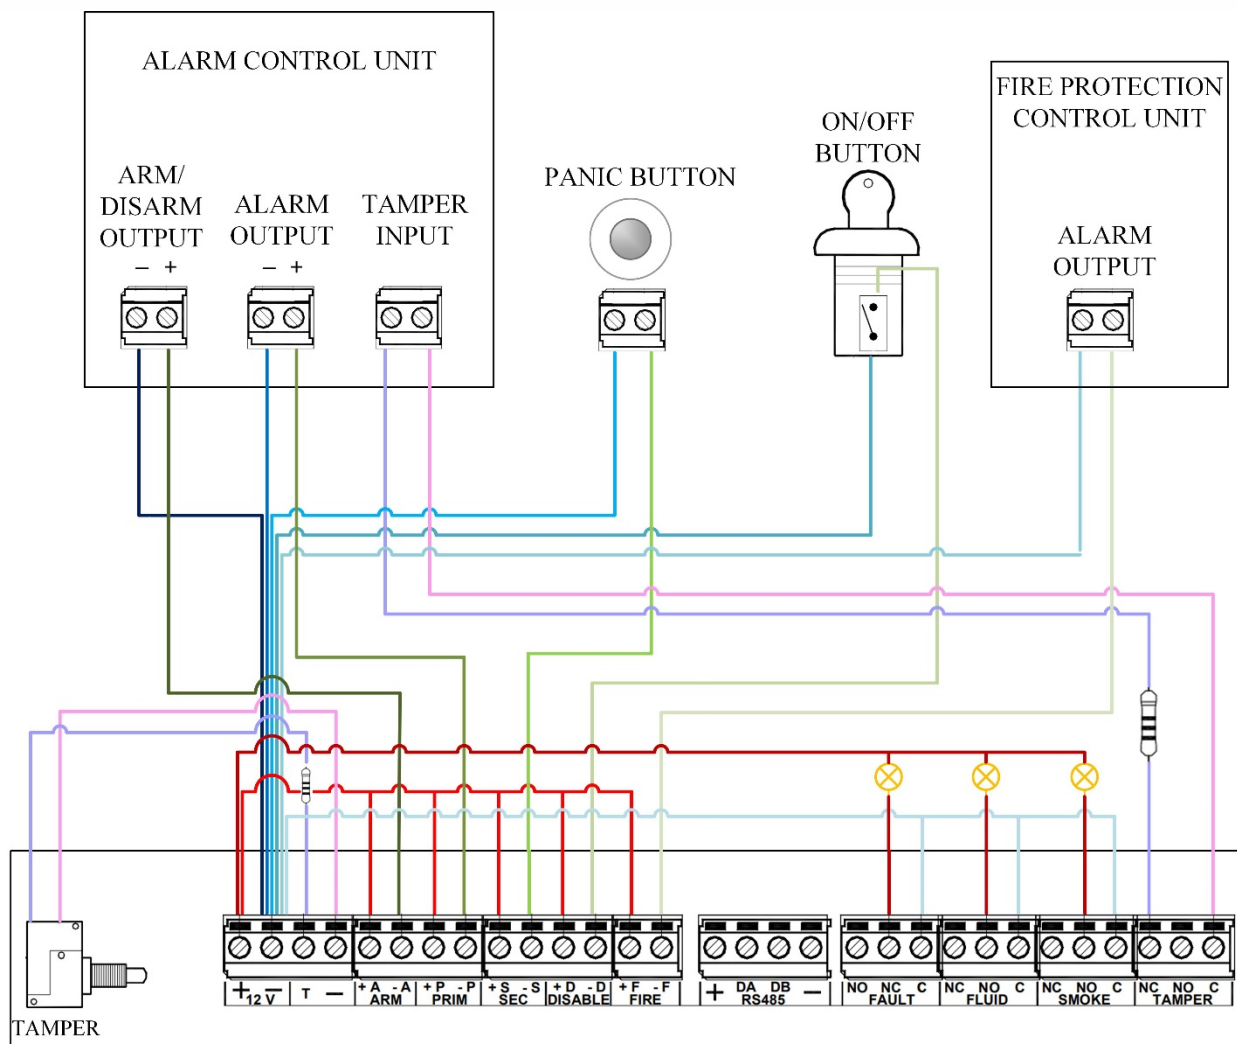 ALARM CONTROL UNIT
FIRE PROTECTION
CONTROL UNIT
ON/OFF
BUTTON
PANIC BUTTON
ARM/
DISARM
OUTPUT
ALARM
OUTPUT
TAMPER
INPUT
ALARM
OUTPUT
− +
− +
+ − T −
12 V
+ A - A + P - P
ARM PRIM
+ S - S + D - D
SEC DISABLE
+ F - F
FIRE
+ DA DB −
RS485
NO NC C
FAULT
NC NO C
FLUID
NC NO C
SMOKE
NC NO C
TAMPER
TAMPER